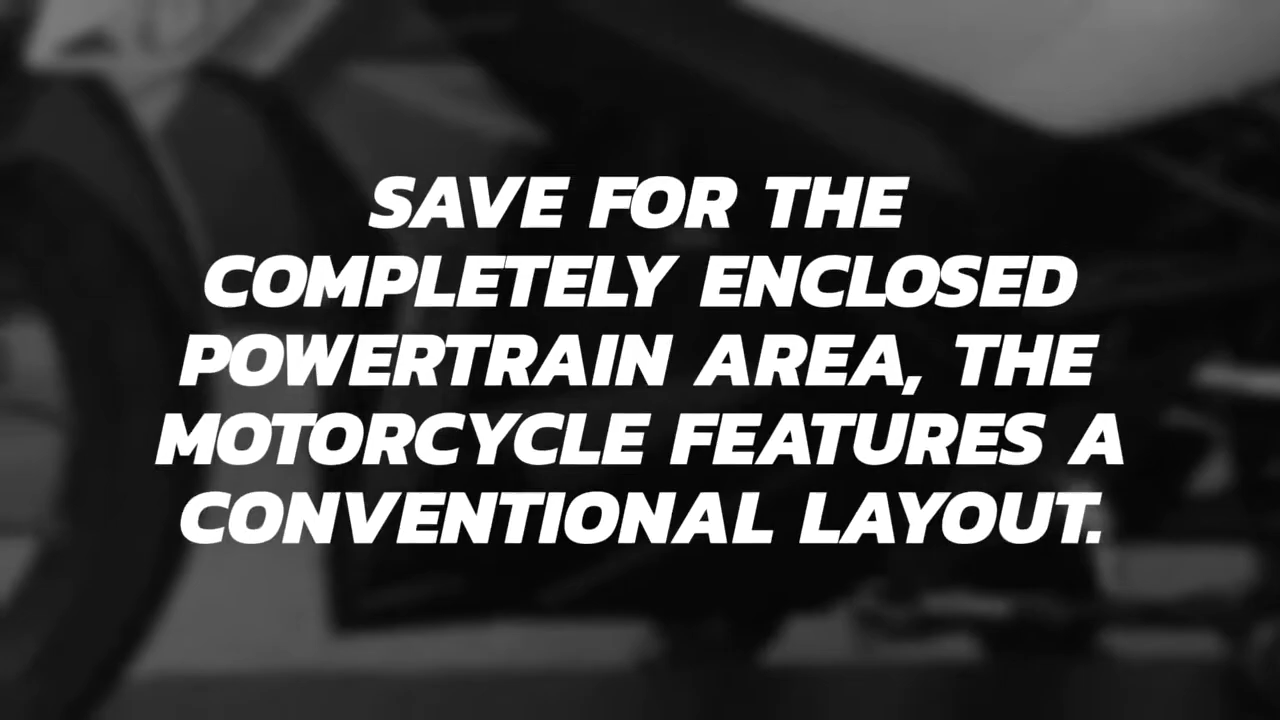 SAVE FOR THE
COMPLETELY ENCLOSED
POWERTRAIN AREA, THE
MOTORCYCLE FEATURES A
CONVENTIONAL LAYOUT.